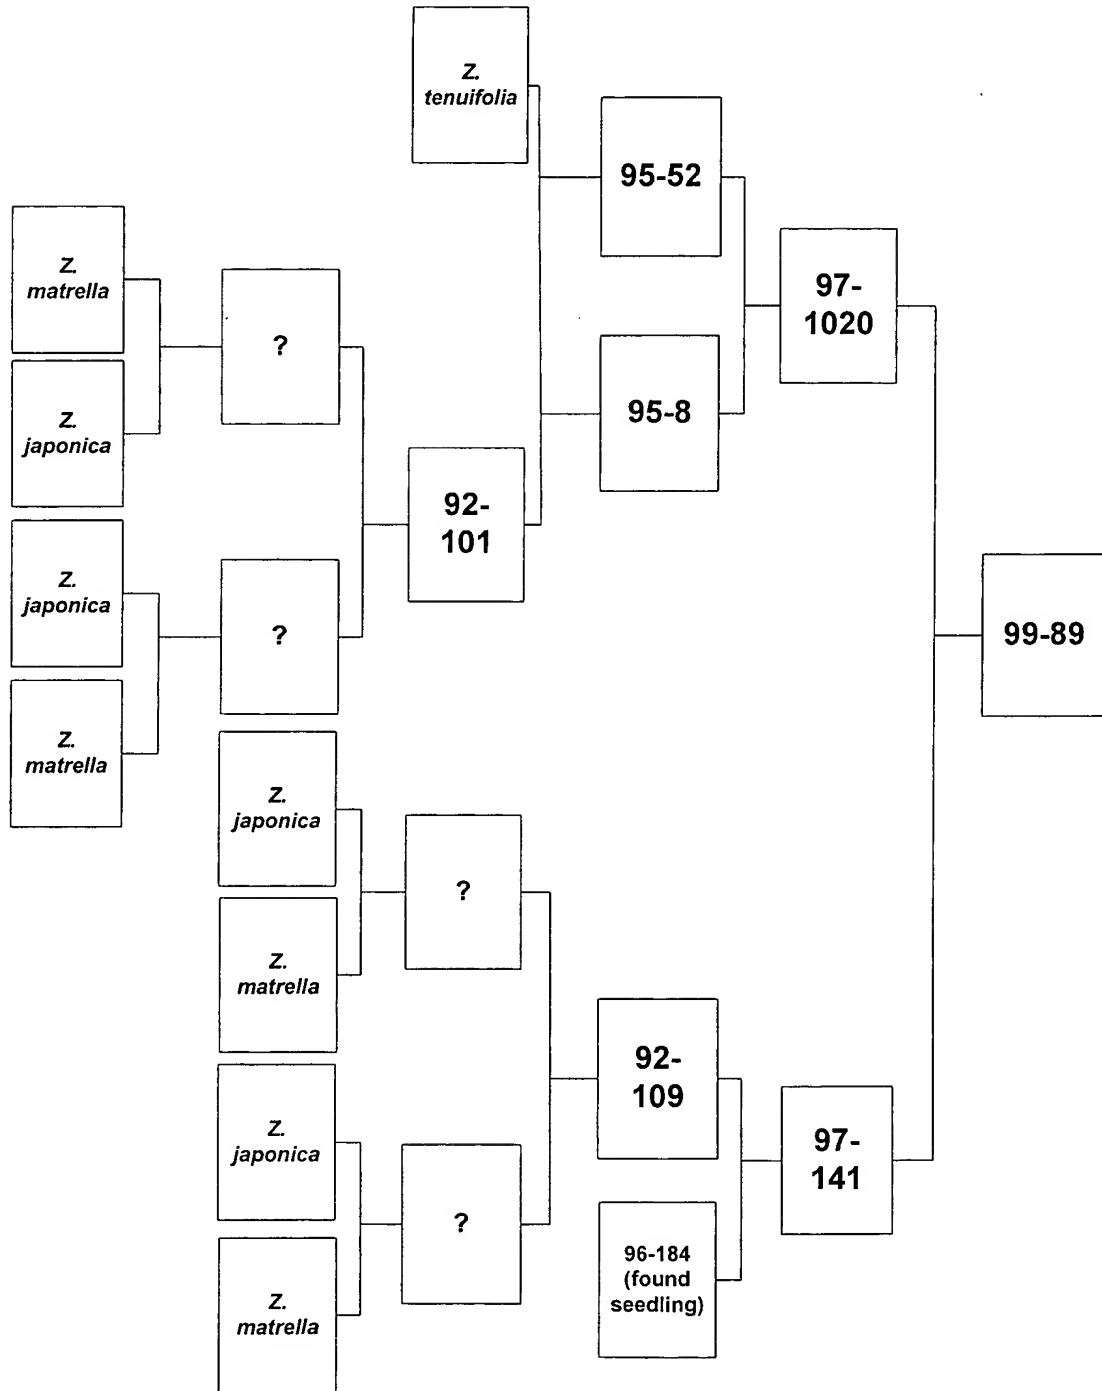 Z.
tenuifolia
95-52
Z.
matrella
97-
1020
?
Z.
japonica
95-8
92-
101
Z.
japonica
?
99-89
Z.
matrella
Z.
japonica
?
Z.
matrella
92-
109
Z.
japonica
97-
141
?
96-184
(found
seedling)
Z.
matrella